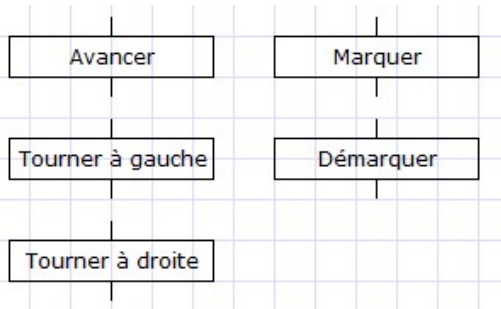 Avancer
Marquer
Tourner à gauche
Démarquer
Tourner à droite